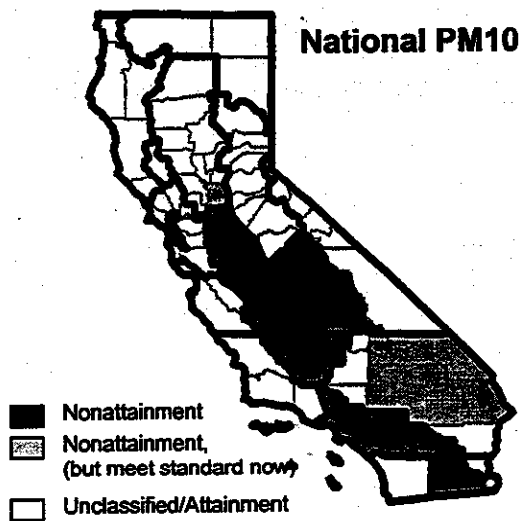 National PM10
Nonattainment
Nonattainment,
(but meet standard now)
Unclassified/Attainment